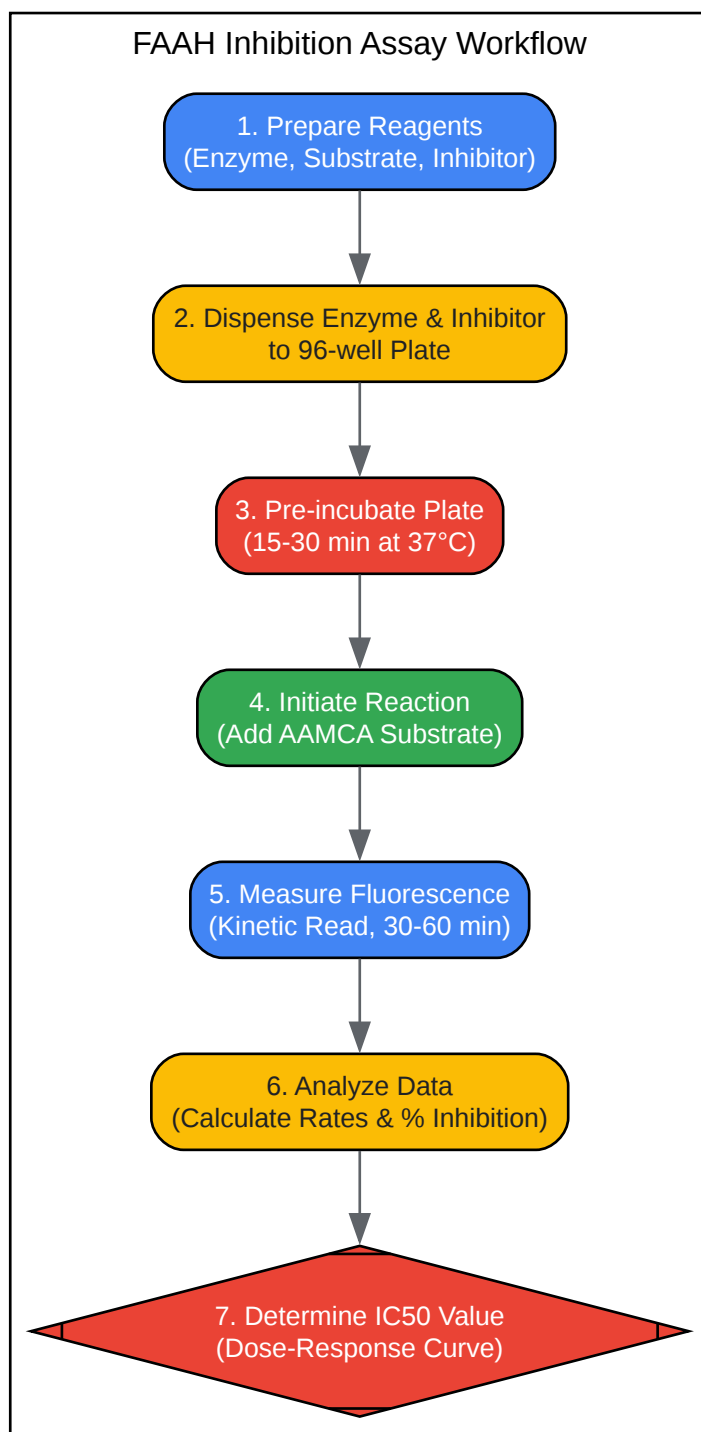 FAAH Inhibition Assay Workflow
1. Prepare Reagents
(Enzyme, Substrate, Inhibitor)
2. Dispense Enzyme & Inhibitor
to 96-well Plate
3. Pre-incubate Plate
(15-30 min at 37°C)
4. Initiate Reaction
(Add AAMCA Substrate)
5. Measure Fluorescence
(Kinetic Read, 30-60 min)
6. Analyze Data
(Calculate Rates & % Inhibition)
7. Determine IC50 Value
(Dose-Response Curve)